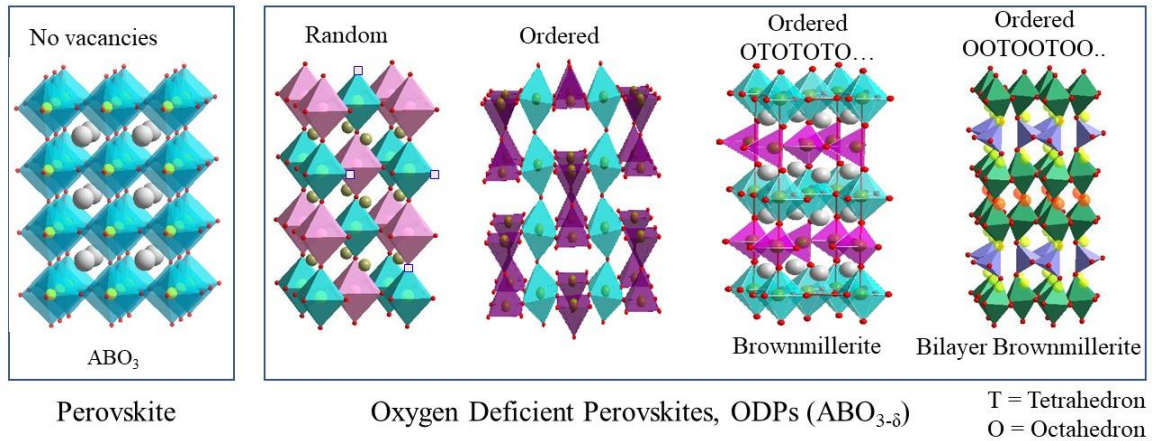 No vacancies
ABO₃
Perovskite
Random
Ordered
Ordered
OTOTOTO...
Brownmillerite
Ordered
OOTOOTOO..
Bilayer Brownmillerite
Oxygen Deficient Perovskites, ODPs (ABO₃₋δ)
T = Tetrahedron
O = Octahedron